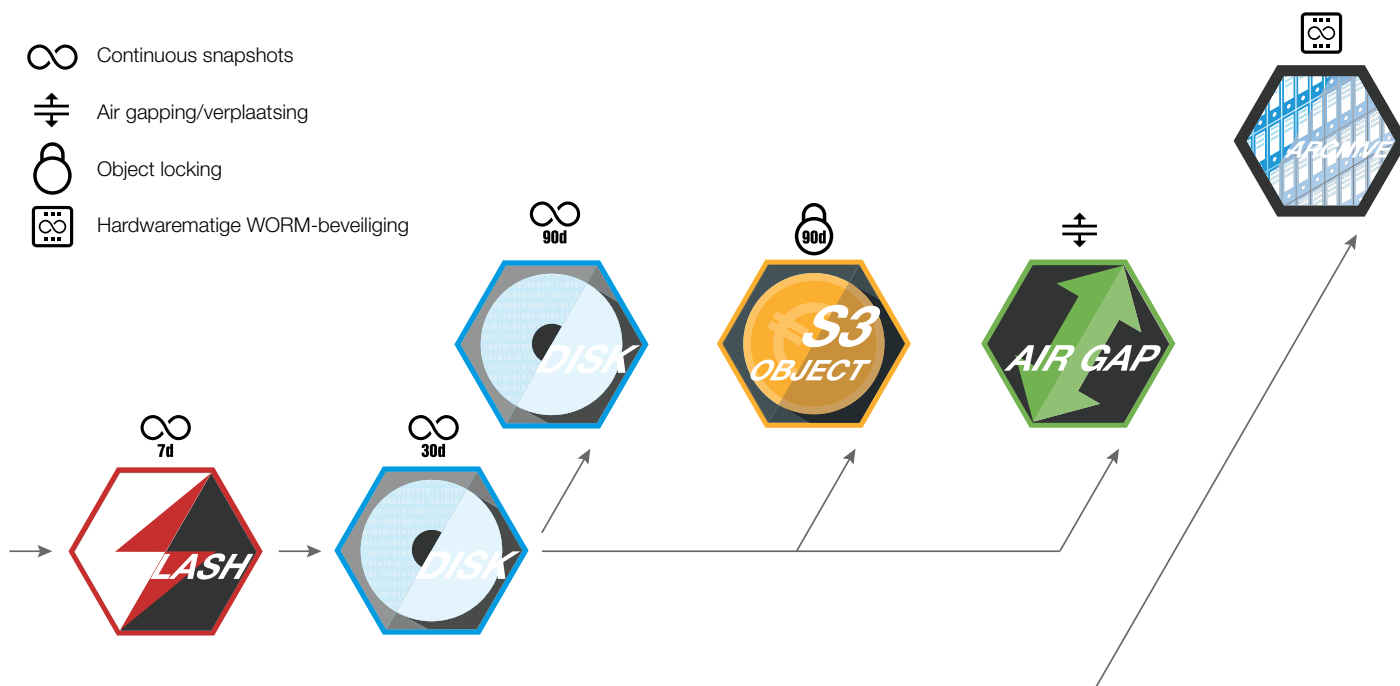 Continuous snapshots
Air gapping/verplaatsing
Object locking
Hardwarematige WORM-beveiliging
ARCHIVE
90d
90d
DISK
S3
OBJECT
AIR GAP
7d
30d
LASH
DISK